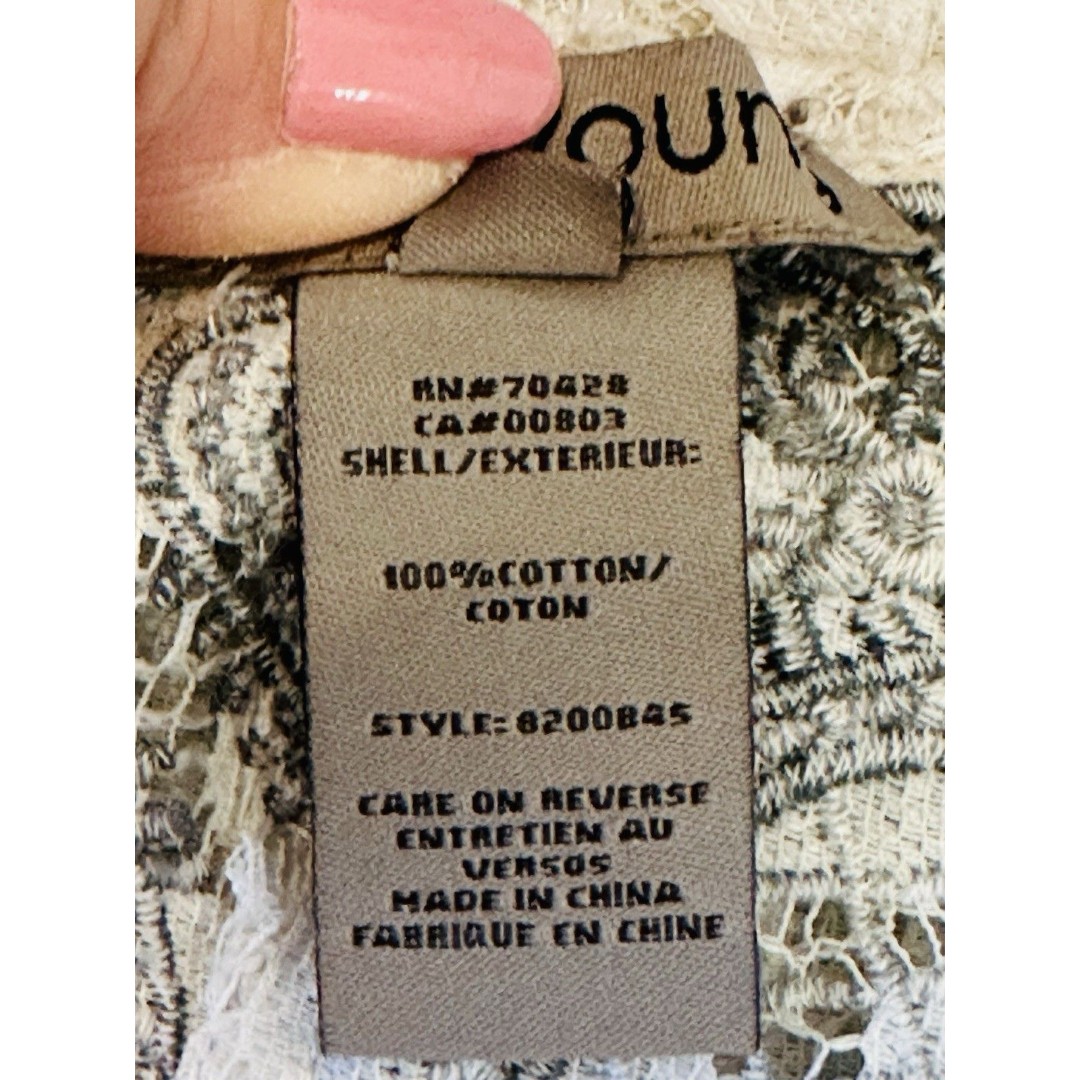 RN#70428
CA#00803
SHELL/EXTERIEUR:
100%COTTON/
COTON
STYLE:8200845
CARE ON REVERSE
ENTRETIEN AU
VERSOS
MADE IN CHINA
FABRIQUE EN CHINE